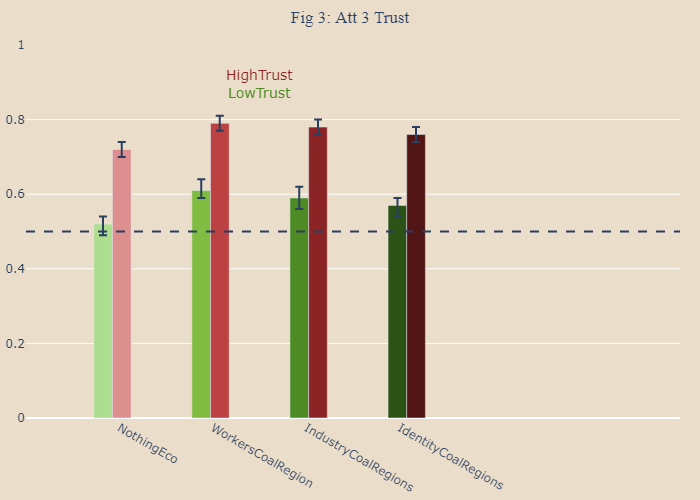 Fig 3: Att 3 Trust
1
HighTrust
LowTrust
0.8
0.6
0.4
0.2
0
NothingEco
WorkersCoalRegion
IndustryCoalRegions
IdentityCoalRegions